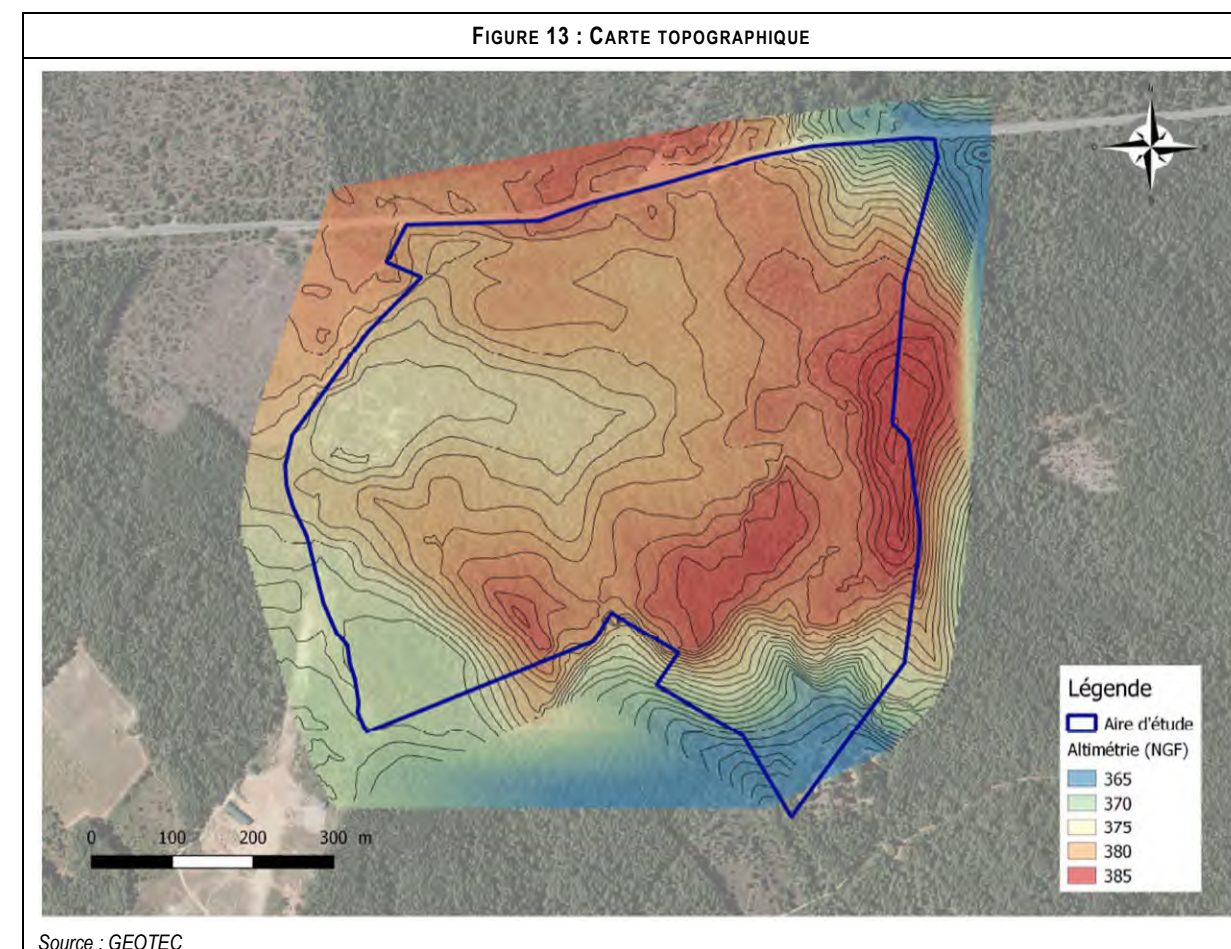 FIGURE 13 : CARTE TOPOGRAPHIQUE
N
O
E
S
Légende
Aire d'étude
Altimétrie (NGF)
365
370
375
380
385
0 100 200 300 m
Source : GEOTEC